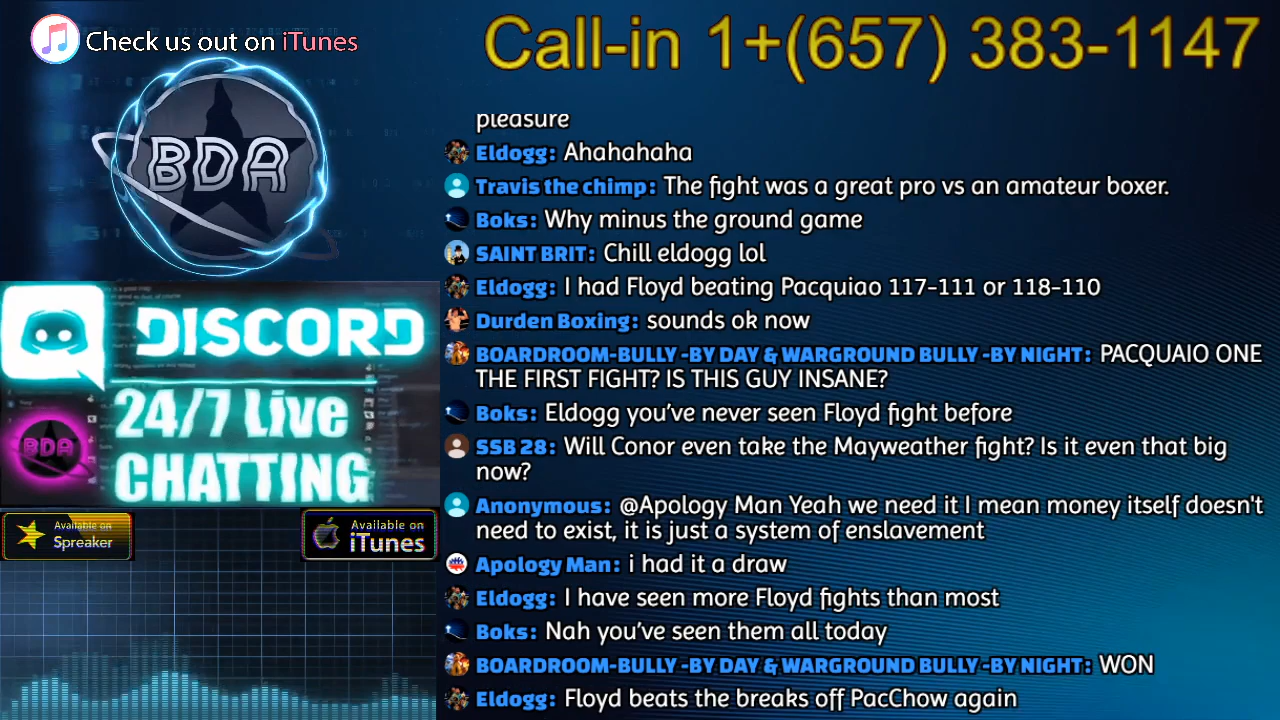 Check us out on iTunes
Call-in 1+(657) 383-1147
BDA
pleasure
Eldogg: Ahahahaha
Travis the chimp: The fight was a great pro vs an amateur boxer.
Boks: Why minus the ground game
SAINT BRIT: Chill eldogg lol
Eldogg: I had Floyd beating Pacquiao 117-111 or 118-110
Durden Boxing: sounds ok now
BOARDROOM-BULLY -BY DAY & WARGROUND BULLY -BY NIGHT: PACQUAIO ONE
THE FIRST FIGHT? IS THIS GUY INSANE?
Boks: Eldogg you've never seen Floyd fight before
SSB 28: Will Conor even take the Mayweather fight? Is it even that big
now?
Anonymous: @Apology Man Yeah we need it I mean money itself doesn't
need to exist, it is just a system of enslavement
Apology Man: i had it a draw
Eldogg: I have seen more Floyd fights than most
Boks: Nah you've seen them all today
BOARDROOM-BULLY -BY DAY & WARGROUND BULLY -BY NIGHT: WON
Eldogg: Floyd beats the breaks off PacChow again
DISCORD
24/7 Live
CHATTING
BDA
Available on
Spreaker
Available on
iTunes